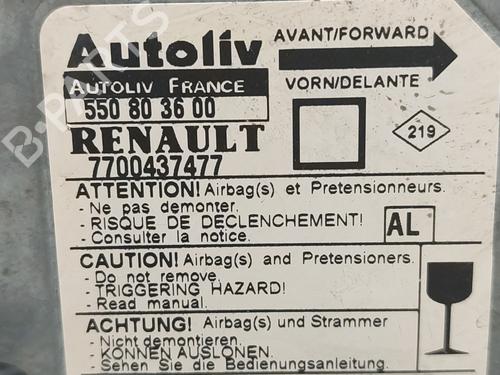 Autoliv
AVANT/FORWARD
AUTOLIV FRANCE
VORN/DELANTE
550 80 36 00
RENAULT
219
7700437477
ATTENTION! Airbag(s) et Pretensionneurs.
- Ne pas demonter.
- RISQUE DE DECLENCHEMENT!
- Consulter la notice.
AL
CAUTION! Airbag(s) and Pretensioners.
- Do not remove.
- TRIGGERING HAZARD!
- Read manual.
ACHTUNG! Airbag(s) und Strammer
- Nicht demontieren.
- KONNEN AUSLONEN.
- Sehen Sie die Bedienungsanleitung.
B-PARTS